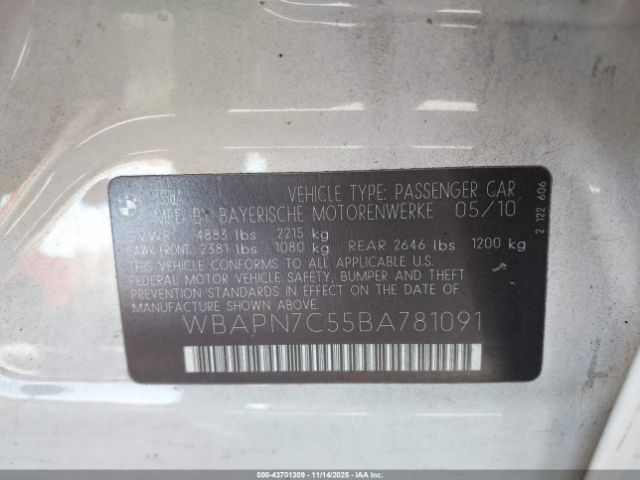 335dA VEHICLE TYPE: PASSENGER CAR
MFD BY BAYERISCHE MOTORENWERKE 05/10
GVWR 4883 lbs 2215 kg
GAWR FRONT 2381 lbs 1080 kg REAR 2646 lbs 1200 kg
THIS VEHICLE CONFORMS TO ALL APPLICABLE U.S.
FEDERAL MOTOR VEHICLE SAFETY, BUMPER AND THEFT
PREVENTION STANDARDS IN EFFECT ON THE DATE
OF MANUFACTURE SHOWN ABOVE:
WBAPN7C55BA781091
2 122 606
000-43701309 - 11/14/2025 - IAAI.COM